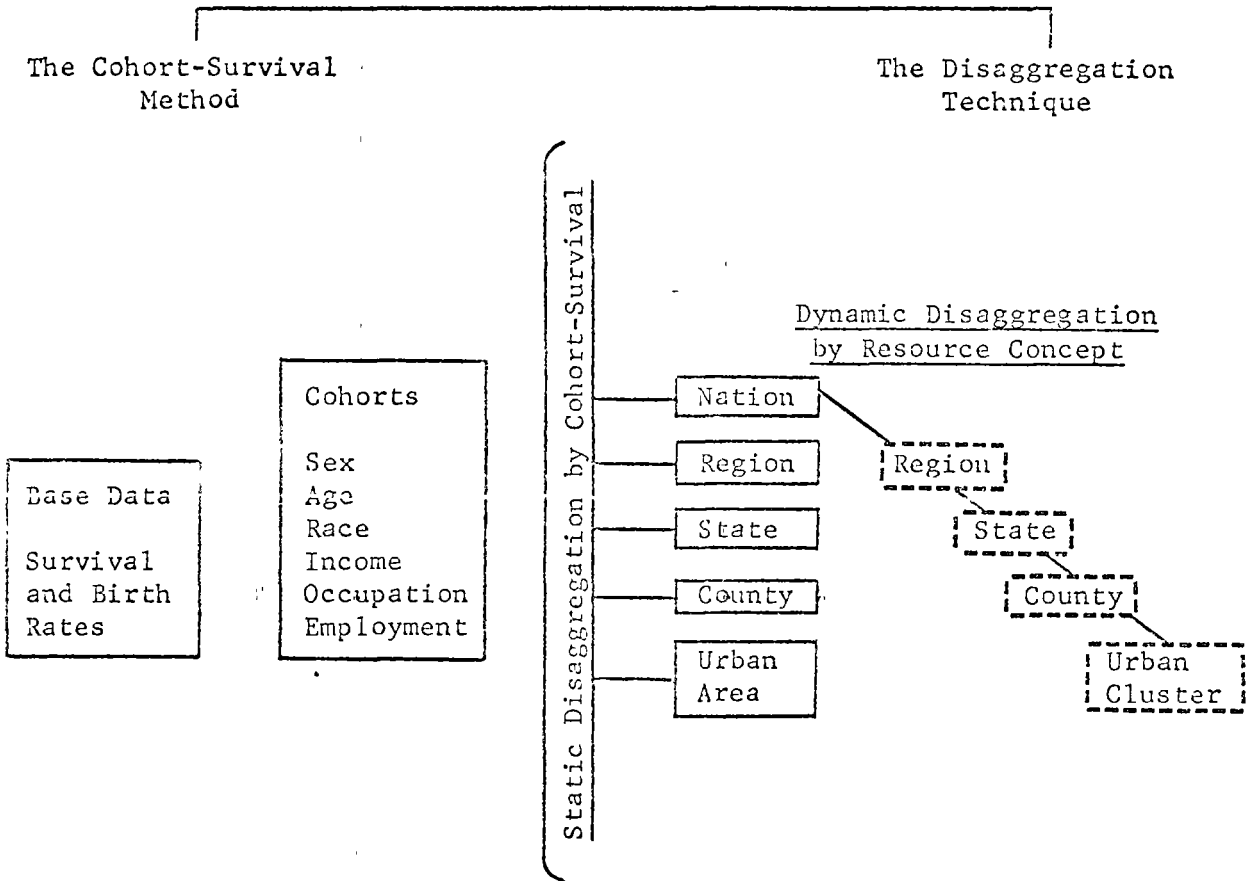 The Cohort-Survival
Method
The Disaggregation
Technique
Base Data
Survival
and Birth
Rates
Cohorts
Sex
Age
Race
Income
Occupation
Employment
Static Disaggregation by Cohort-Survival
Nation
Region
State
County
Urban
Area
Dynamic Disaggregation
by Resource Concept
Region
State
County
Urban
Cluster